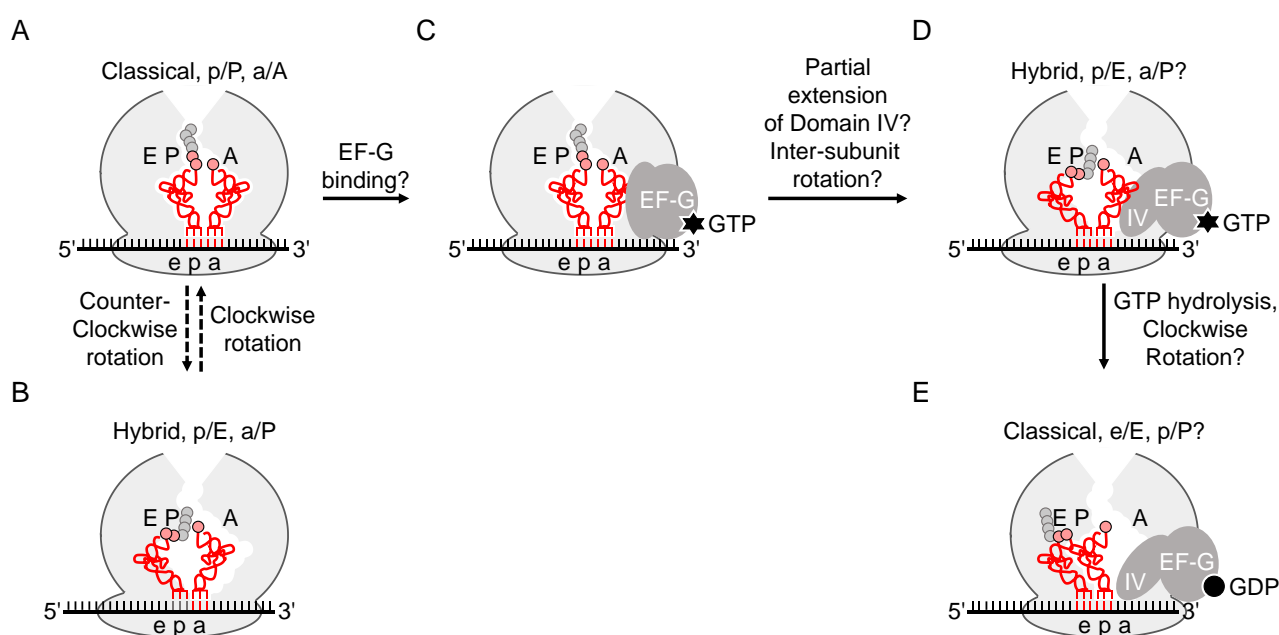 A
Classical, p/P, a/A
E P A
5' 3'
e p a
EF-G
binding?
C
E P A
EF-G
GTP
5' 3'
e p a
Partial
extension
of Domain IV?
Inter-subunit
rotation?
D
Hybrid, p/E, a/P?
E P A
EF-G
IV
GTP
5' 3'
e p a
Counter-
Clockwise
rotation
Clockwise
rotation
GTP hydrolysis,
Clockwise
Rotation?
B
Hybrid, p/E, a/P
E P A
5' 3'
e p a
E
Classical, e/E, p/P?
E P A
EF-G
IV
GDP
5' 3'
e p a